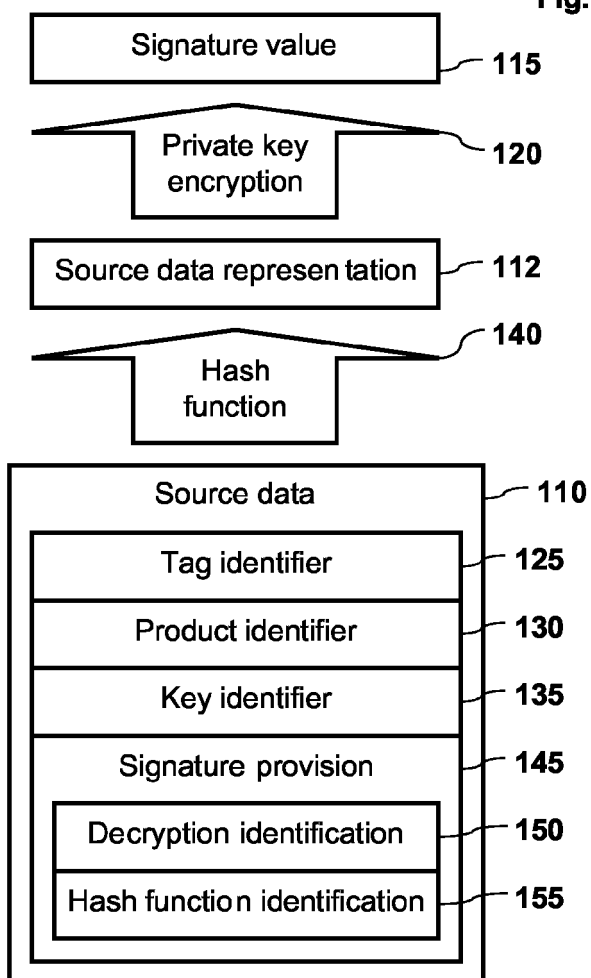 Fig.
Signature value
115
Private key
encryption
120
Source data representation
112
Hash
function
140
Source data
110
Tag identifier
125
Product identifier
130
Key identifier
135
Signature provision
145
Decryption identification
150
Hash function identification
155